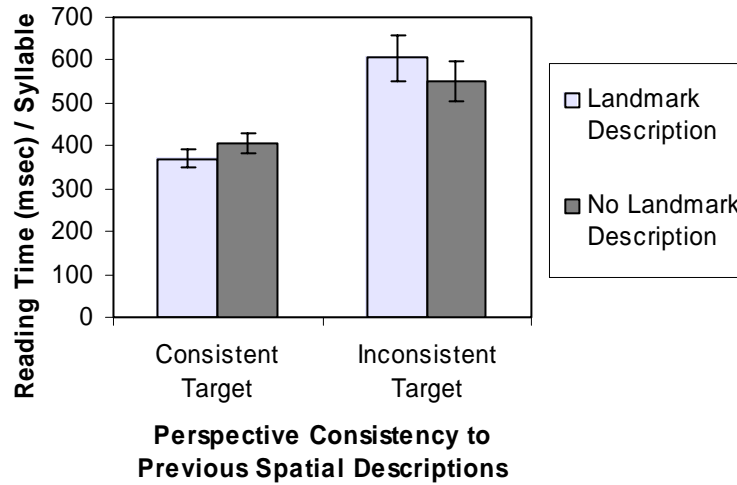 700
600
500
400
300
200
100
0
Reading Time (msec) / Syllable
Consistent
Target
Inconsistent
Target
Perspective Consistency to
Previous Spatial Descriptions
Landmark
Description
No Landmark
Description